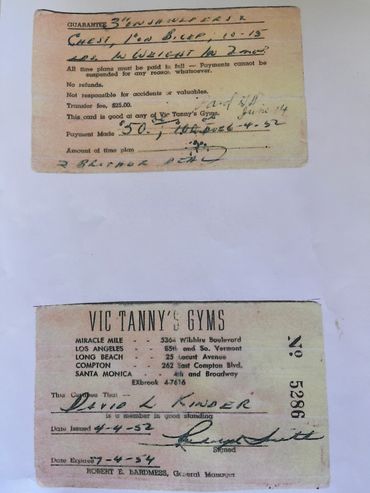 GUARANTEE 3" ON SHOULDERS &
CHEST, 1" ON BICEP, 10-15
LBS IN WEIGHT IN 2 mos
All time plans must be paid in full — Payments cannot be
suspended for any reason whatsoever.
No refunds.
Not responsible for accidents or valuables.
Transfer fee, $25.00.
This card is good at any of Vic Tanny's Gyms.
Payment Made $50.
4-4-52
Amount of time plan
2 BROTHER DEAL
VIC TANNY'S GYMS
MIRACLE MILE - - 5364 Wilshire Boulevard
LOS ANGELES - - 85th and So. Vermont
LONG BEACH - - 25 Locust Avenue
COMPTON - - 262 East Compton Blvd.
SANTA MONICA - - 4th and Broadway
EXbrook 4-7616
No. 5286
This Certifies That —
DAVID L KINDER
is a member in good standing
Date Issued 4-4-52
Signed
Date Expires 7-4-54
ROBERT E. BARDMESS, General Manager